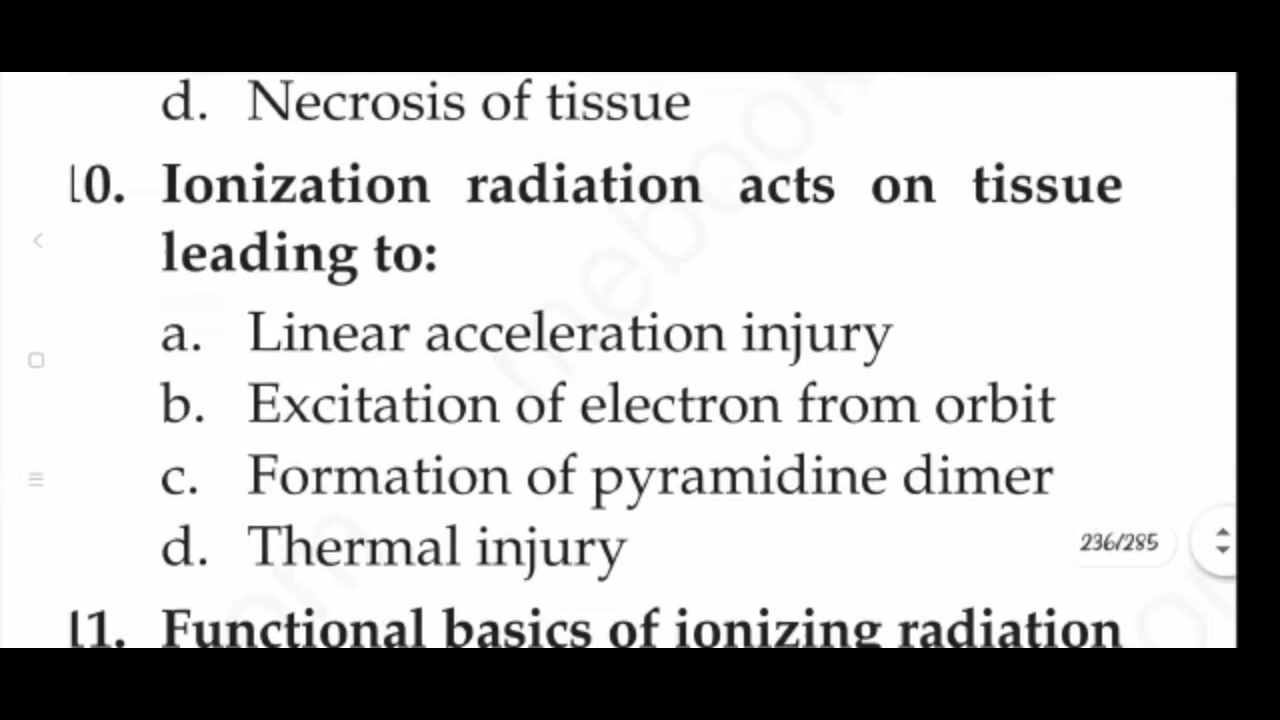 d. Necrosis of tissue
10. Ionization radiation acts on tissue
leading to:
a. Linear acceleration injury
b. Excitation of electron from orbit
c. Formation of pyramidine dimer
d. Thermal injury
236/285
11. Functional basics of ionizing radiation